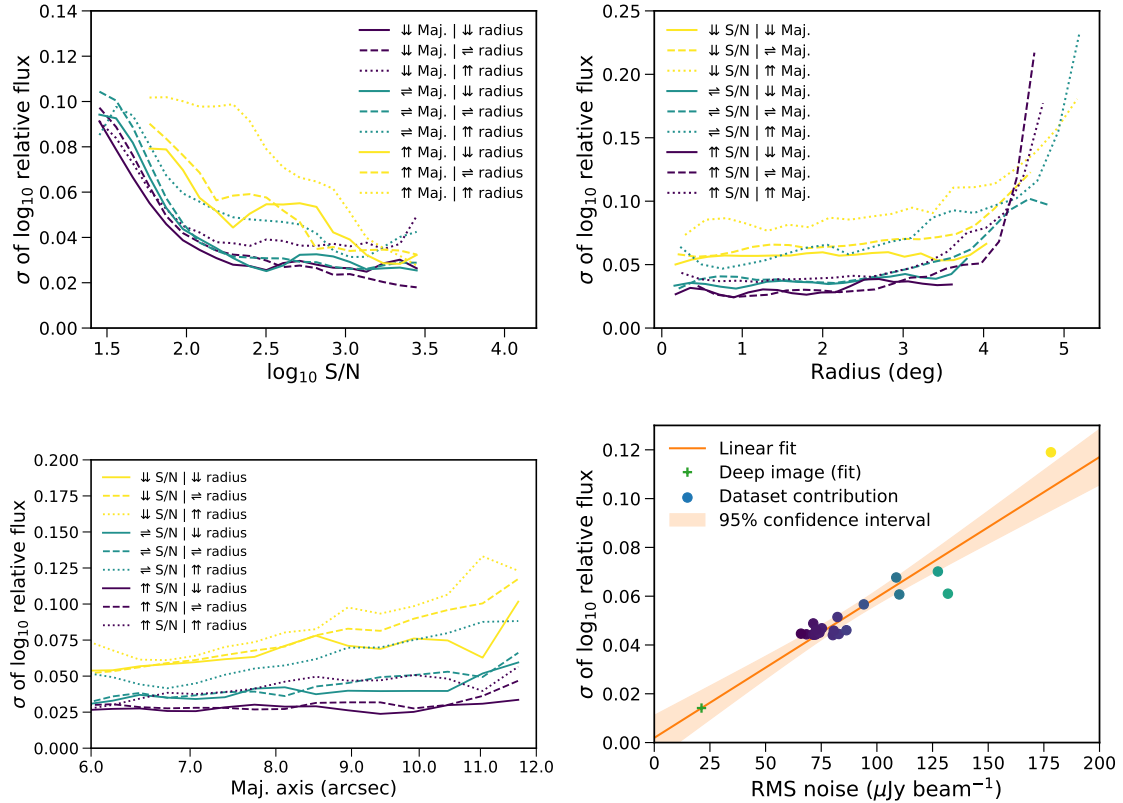 0.14
0.12
0.10
0.08
0.06
0.04
0.02
0.00
σ of log₁₀ relative flux
1.5 2.0 2.5 3.0 3.5 4.0
log₁₀ S/N
⇊ Maj. | ⇊ radius
⇊ Maj. | ⇌ radius
⇊ Maj. | ⇈ radius
⇌ Maj. | ⇊ radius
⇌ Maj. | ⇌ radius
⇌ Maj. | ⇈ radius
⇈ Maj. | ⇊ radius
⇈ Maj. | ⇌ radius
⇈ Maj. | ⇈ radius
0.25
0.20
0.15
0.10
0.05
0.00
σ of log₁₀ relative flux
0 1 2 3 4 5
Radius (deg)
⇊ S/N | ⇊ Maj.
⇊ S/N | ⇌ Maj.
⇊ S/N | ⇈ Maj.
⇌ S/N | ⇊ Maj.
⇌ S/N | ⇌ Maj.
⇌ S/N | ⇈ Maj.
⇈ S/N | ⇊ Maj.
⇈ S/N | ⇌ Maj.
⇈ S/N | ⇈ Maj.
0.200
0.175
0.150
0.125
0.100
0.075
0.050
0.025
0.000
σ of log₁₀ relative flux
6.0 7.0 8.0 9.0 10.0 11.0 12.0
Maj. axis (arcsec)
⇊ S/N | ⇊ radius
⇊ S/N | ⇌ radius
⇊ S/N | ⇈ radius
⇌ S/N | ⇊ radius
⇌ S/N | ⇌ radius
⇌ S/N | ⇈ radius
⇈ S/N | ⇊ radius
⇈ S/N | ⇌ radius
⇈ S/N | ⇈ radius
0.12
0.10
0.08
0.06
0.04
0.02
0.00
σ of log₁₀ relative flux
0 25 50 75 100 125 150 175 200
RMS noise (μJy beam⁻¹)
Linear fit
Deep image (fit)
Dataset contribution
95% confidence interval